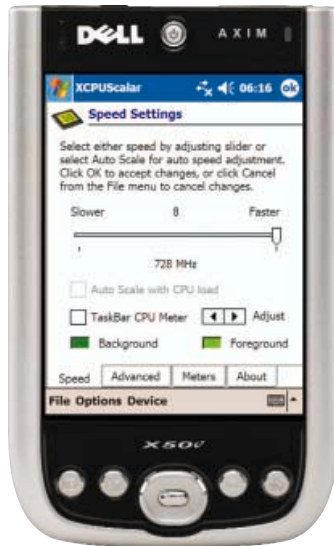 DELL AXIM
XCPUScalar 06:16 ok
Speed Settings
Select either speed by adjusting slider or
select Auto Scale for auto speed adjustment.
Click OK to accept changes, or click Cancel
from the File menu to cancel changes.
Slower 8 Faster
728 MHz
Auto Scale with CPU load
TaskBar CPU Meter Adjust
Background Foreground
Speed Advanced Meters About
File Options Device
X50v